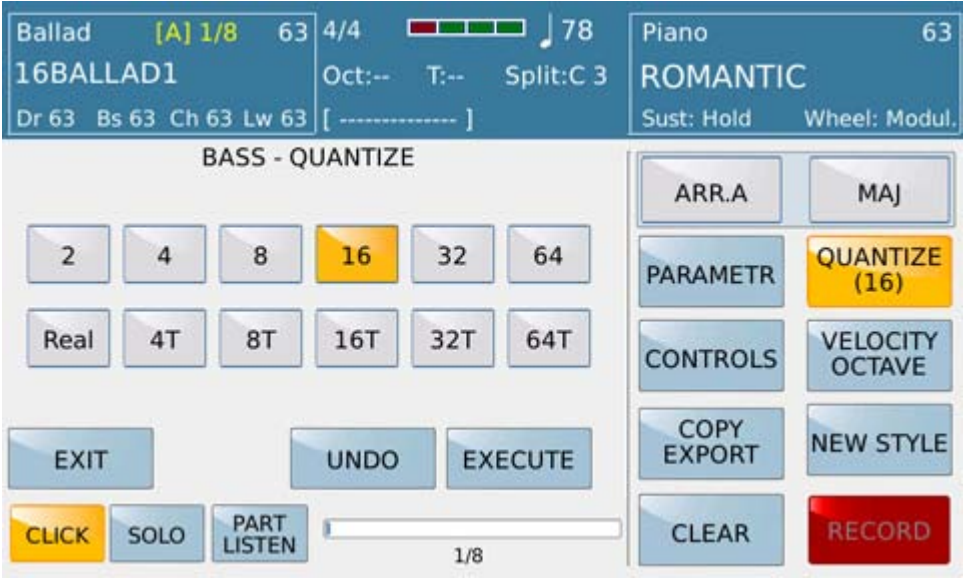 Ballad [A] 1/8 63
16BALLAD1
Dr 63 Bs 63 Ch 63 Lw 63
4/4 78
Oct:-- T:-- Split:C 3
[ -------------- ]
Piano 63
ROMANTIC
Sust: Hold Wheel: Modul.
BASS - QUANTIZE
2 4 8 16 32 64
Real 4T 8T 16T 32T 64T
EXIT UNDO EXECUTE
CLICK SOLO PART
LISTEN
1/8
ARR.A MAJ
PARAMETR QUANTIZE
(16)
CONTROLS VELOCITY
OCTAVE
COPY
EXPORT NEW STYLE
CLEAR RECORD